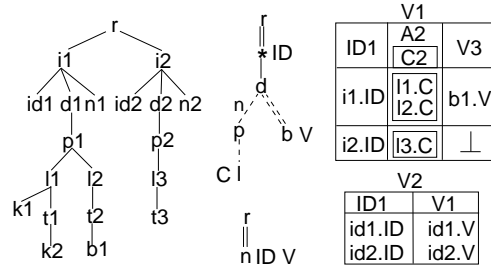 r
i1 i2
id1 d1 n1 id2 d2 n2
p1 p2
l1 l2 l3
k1 t1 t2 t3
k2 b1
r
* ID
d
n
p b V
C l
r
n ID V
V1
ID1 A2 V3
C2
i1.ID l1.C b1.V
l2.C
i2.ID l3.C ⊥
V2
ID1 V1
id1.ID id1.V
id2.ID id2.V